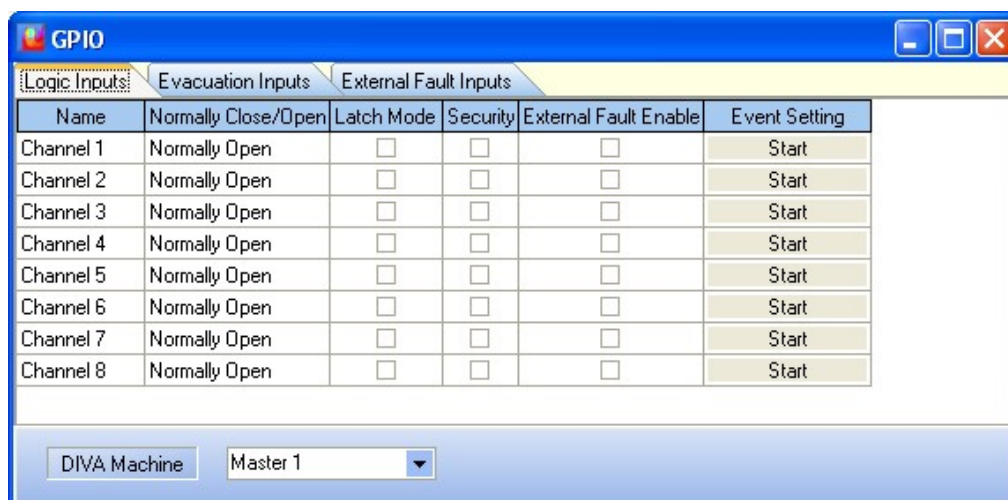 GPIO
Logic Inputs Evacuation Inputs External Fault Inputs
Name Normally Close/Open Latch Mode Security External Fault Enable Event Setting
Channel 1 Normally Open Start
Channel 2 Normally Open Start
Channel 3 Normally Open Start
Channel 4 Normally Open Start
Channel 5 Normally Open Start
Channel 6 Normally Open Start
Channel 7 Normally Open Start
Channel 8 Normally Open Start
DIVA Machine Master 1